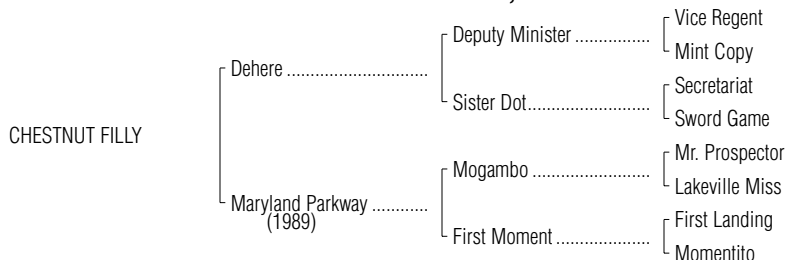 Vice Regent
Deputy Minister ................
Mint Copy
Dehere .............................
Secretariat
Sister Dot..........................
Sword Game
CHESTNUT FILLY
Mr. Prospector
Mogambo .........................
Lakeville Miss
Maryland Parkway ............
(1989)
First Landing
First Moment ....................
Momentito